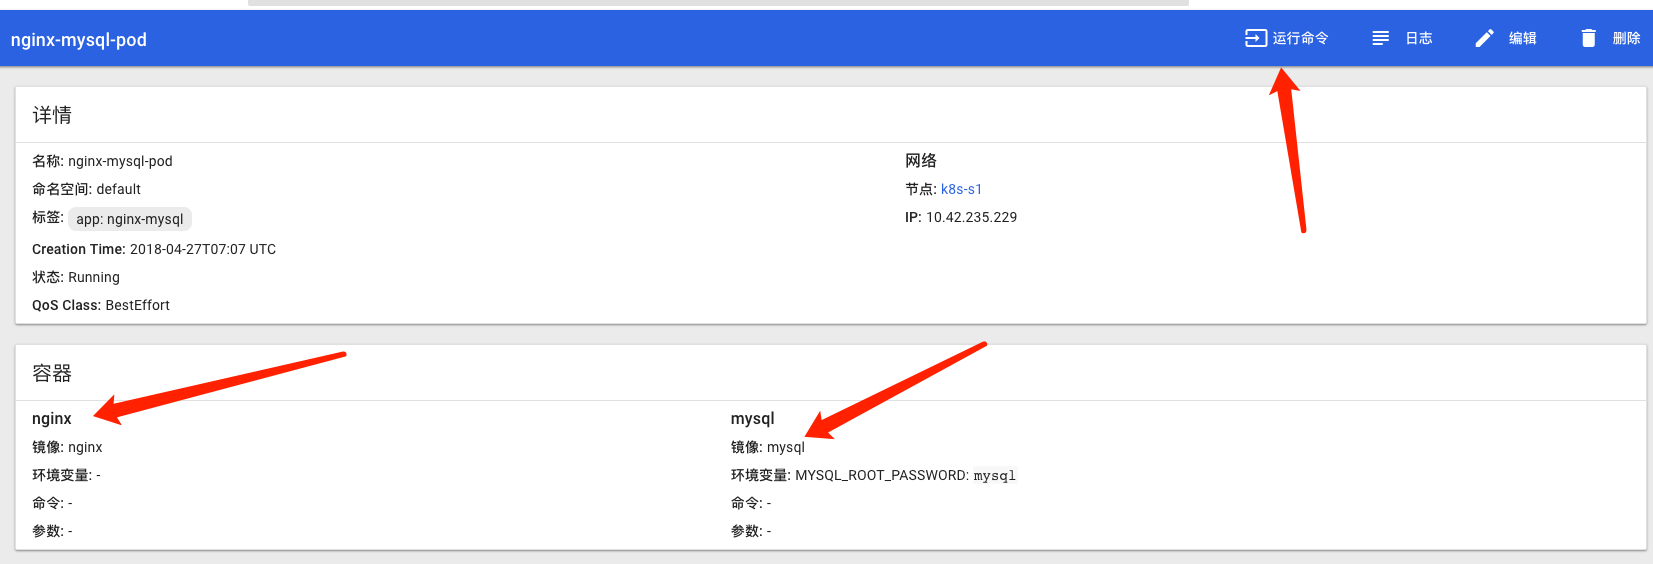 nginx-mysql-pod
运行命令
日志
编辑
删除
详情
名称: nginx-mysql-pod
命名空间: default
标签: app: nginx-mysql
Creation Time: 2018-04-27T07:07 UTC
状态: Running
QoS Class: BestEffort
网络
节点: k8s-s1
IP: 10.42.235.229
容器
nginx
镜像: nginx
环境变量: -
命令: -
参数: -
mysql
镜像: mysql
环境变量: MYSQL_ROOT_PASSWORD: mysql
命令: -
参数: -